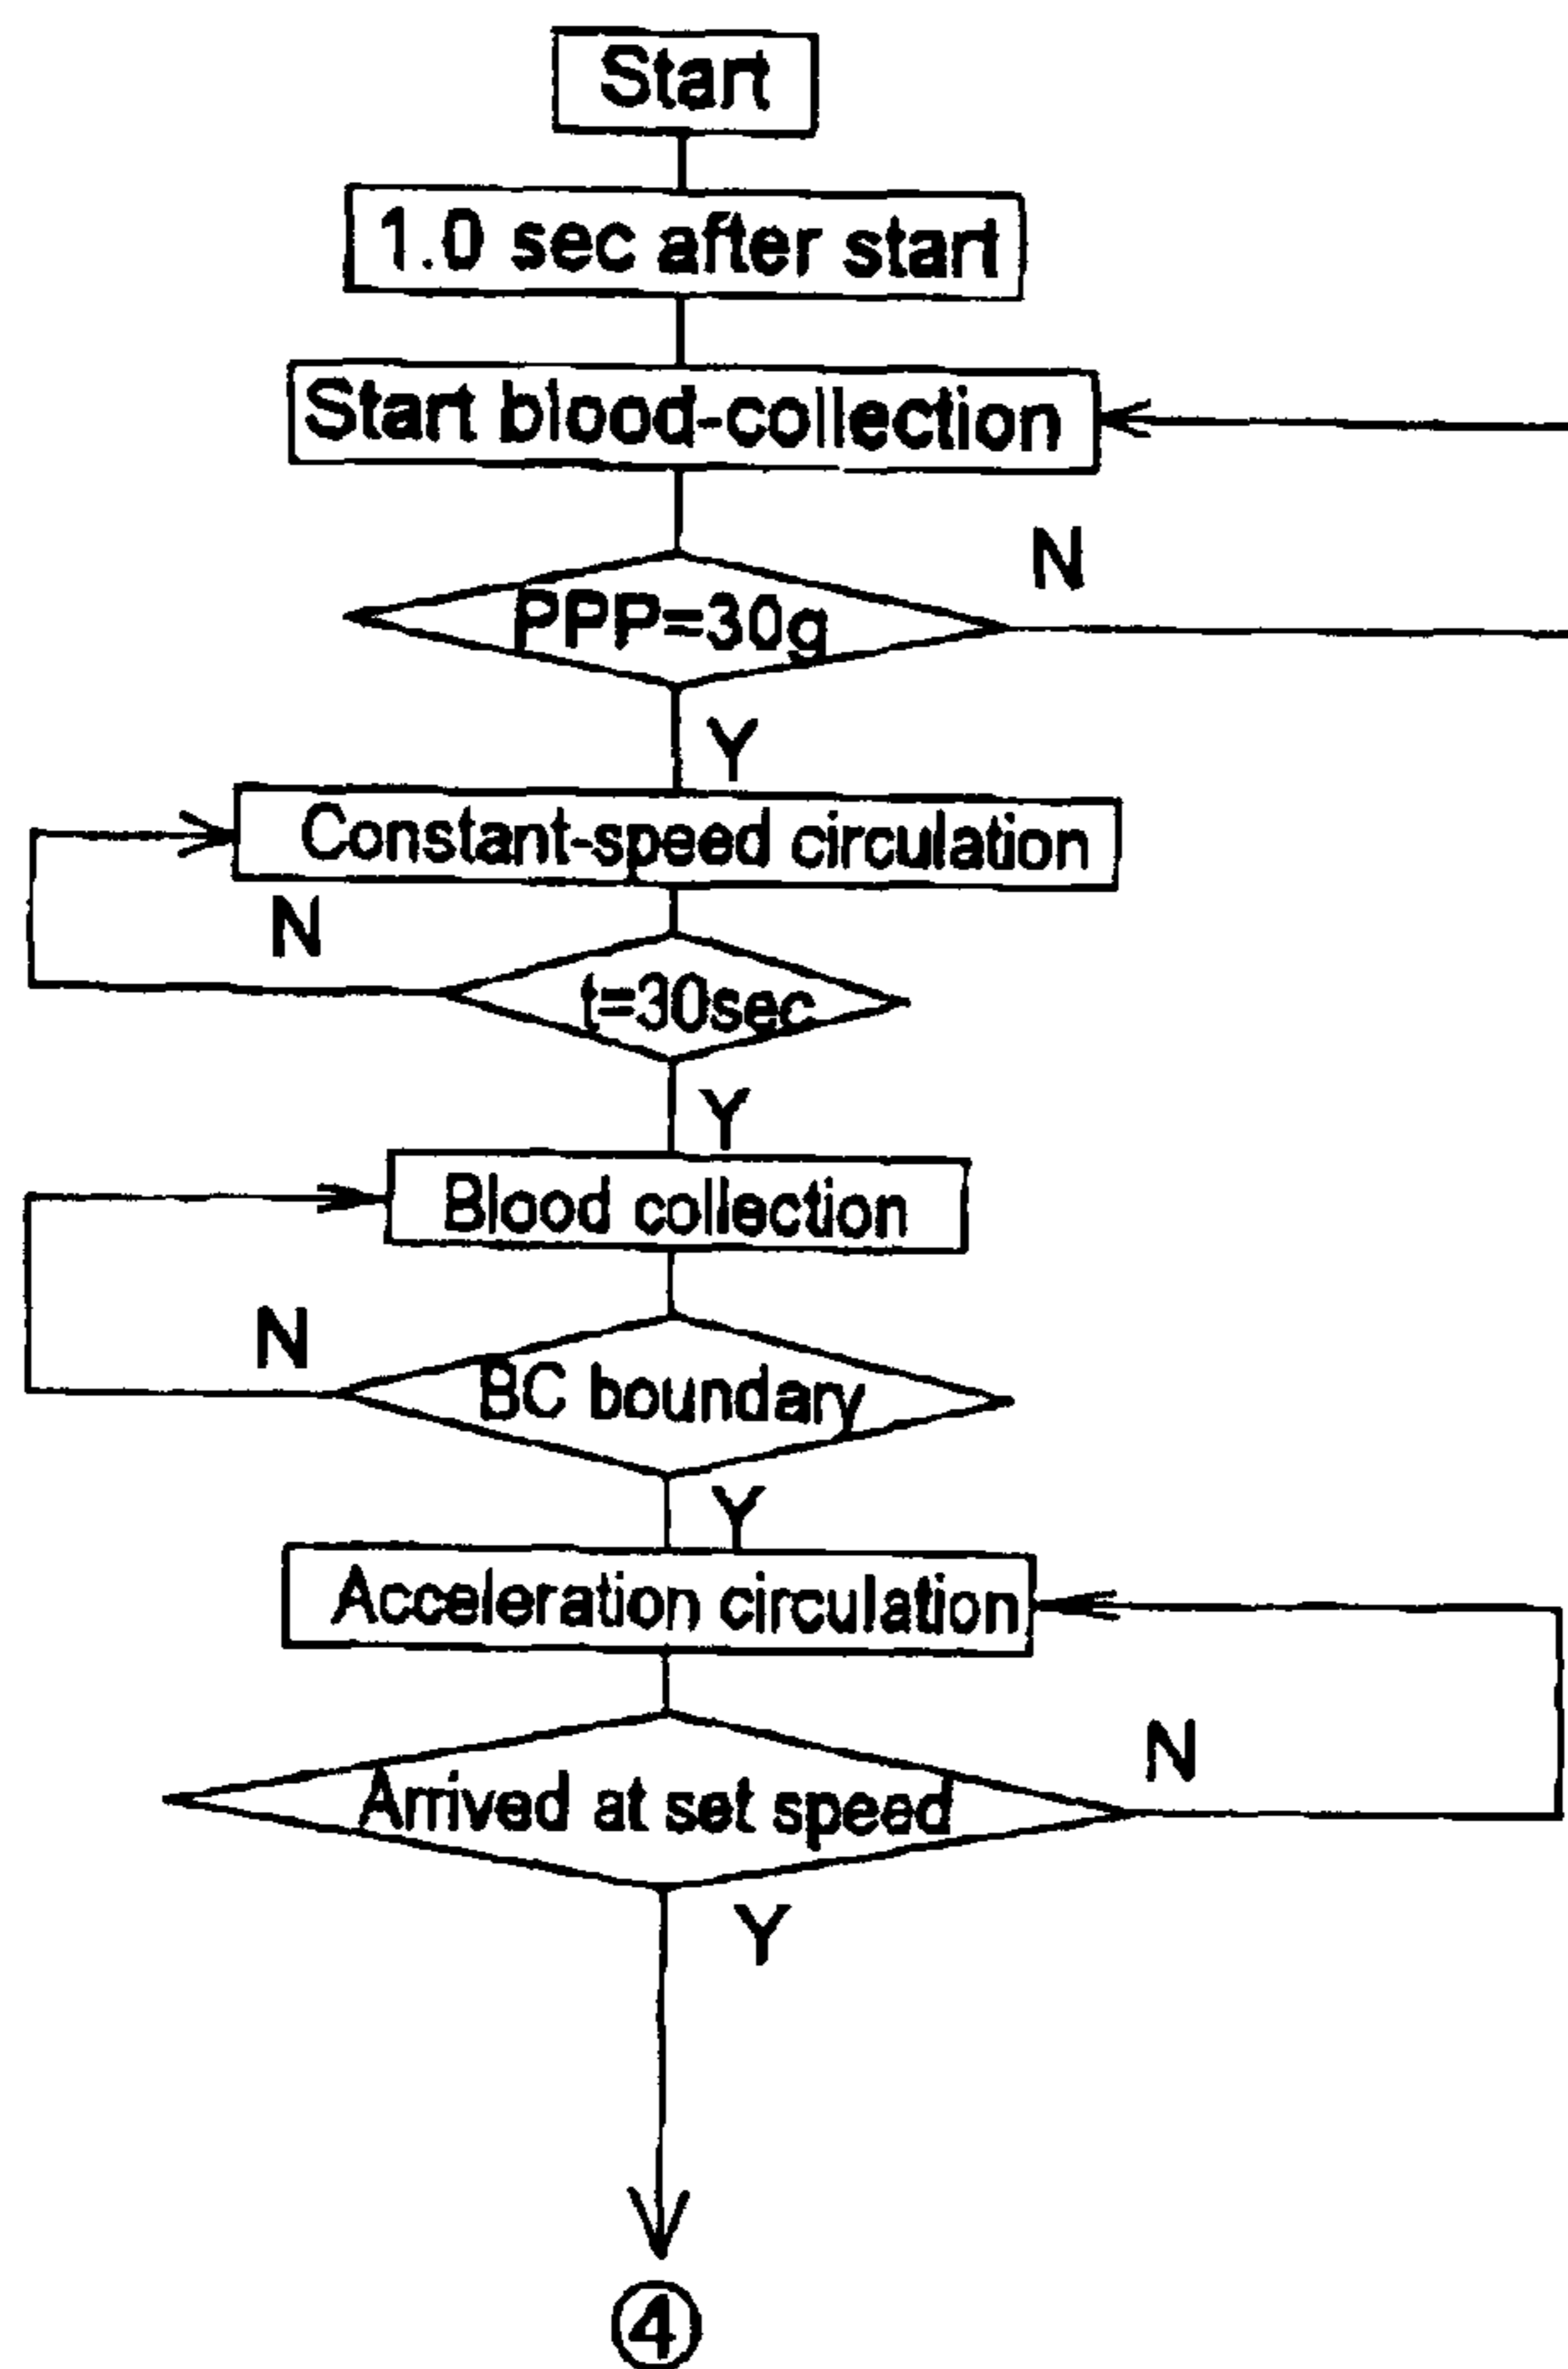 Start
1.0 sec after start
Start blood-collection
N
PPP=30g
Y
Constant-speed circulation
N
t=30sec
Y
Blood collection
N
BC boundary
Y
Acceleration circulation
N
Arrived at set speed
Y
④